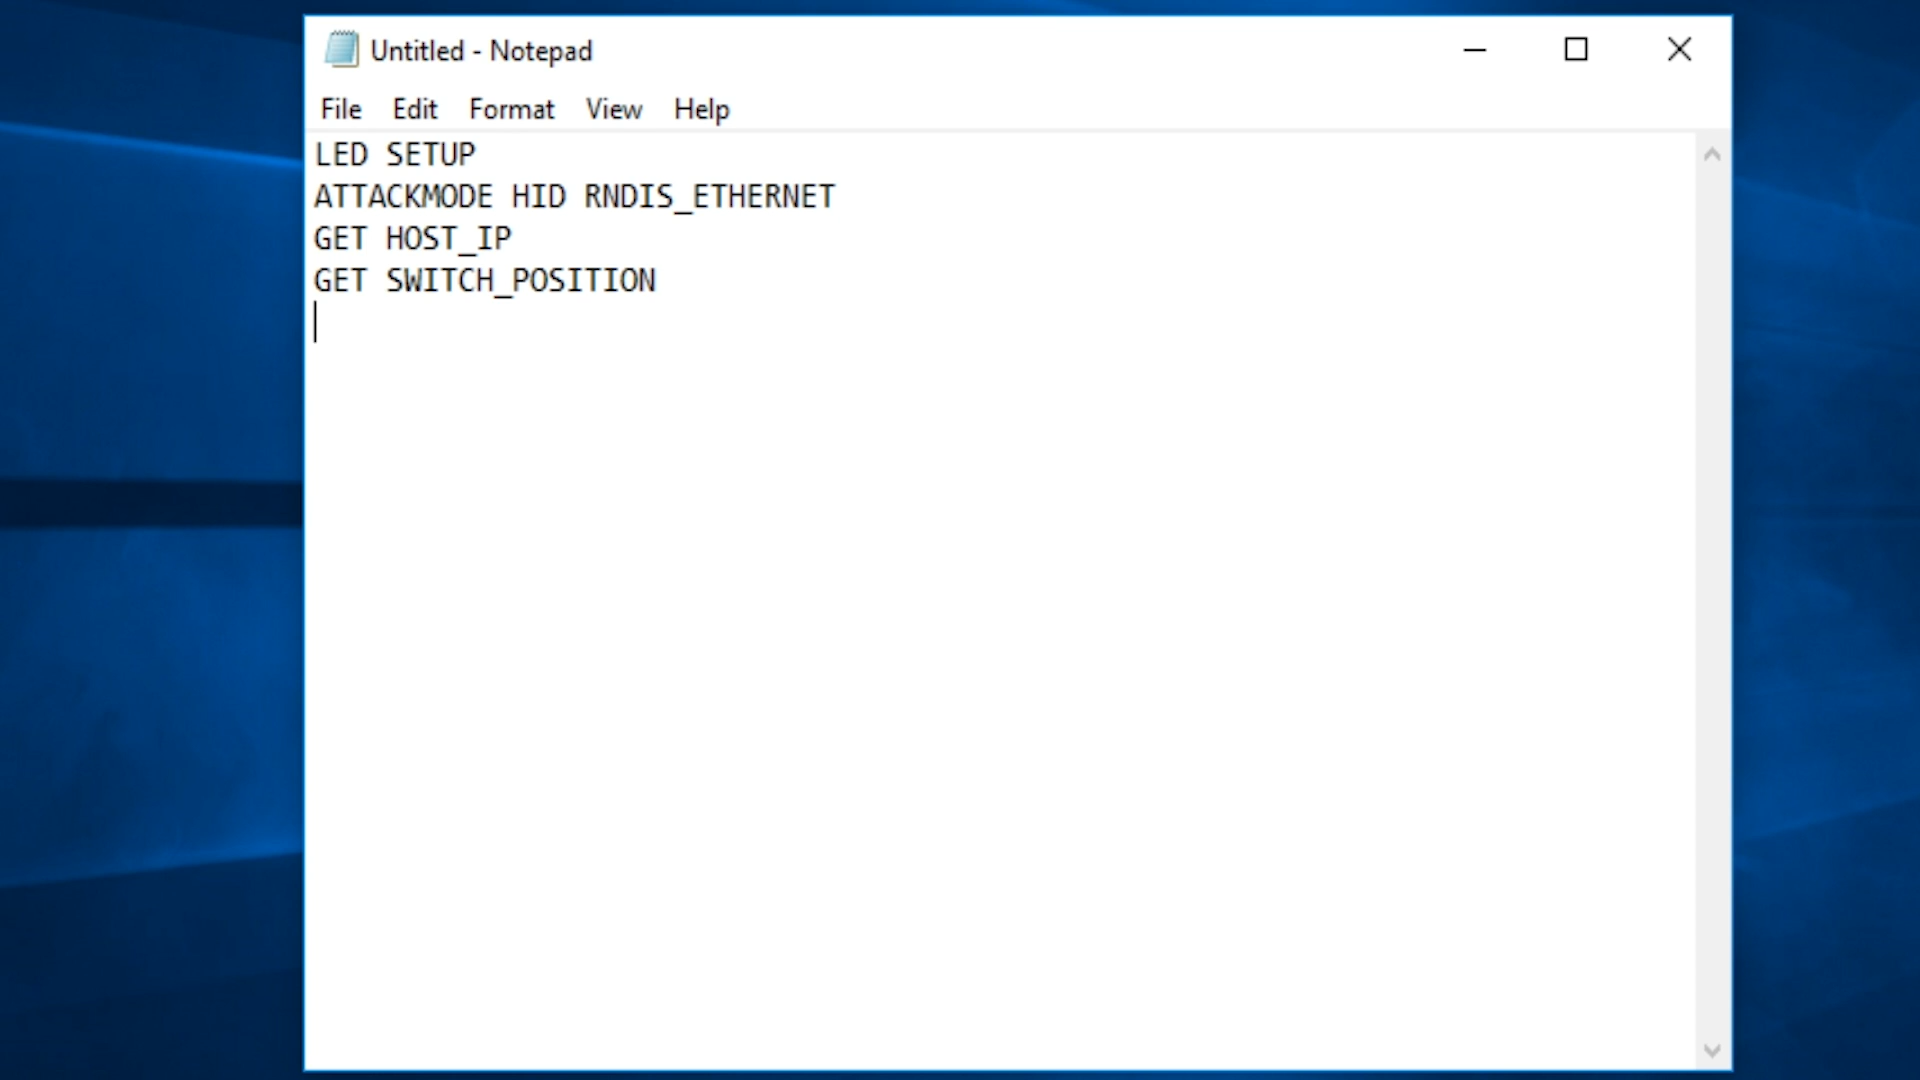 Untitled - Notepad
File Edit Format View Help
LED SETUP
ATTACKMODE HID RNDIS_ETHERNET
GET HOST_IP
GET SWITCH_POSITION